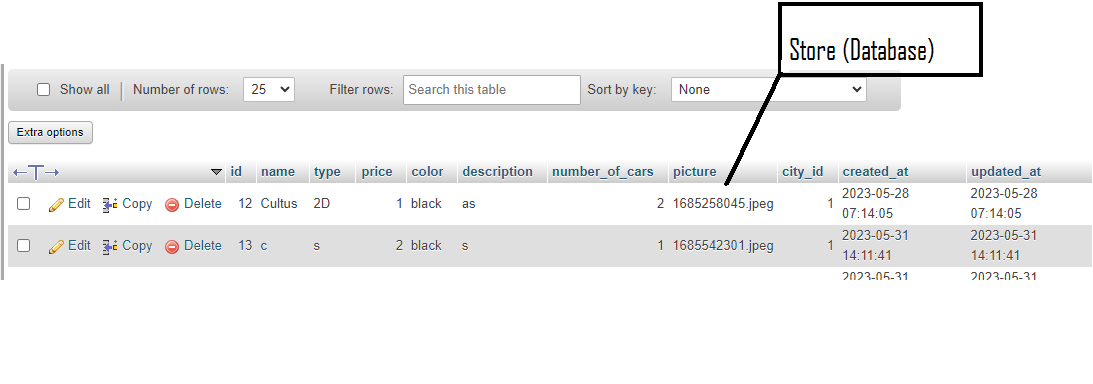 Store (Database)
Show all Number of rows: 25 Filter rows: Search this table Sort by key: None
Extra options
id name type price color description number_of_cars picture city_id created_at updated_at
Edit Copy Delete 12 Cultus 2D 1 black as 2 1685258045.jpeg 1 2023-05-28 07:14:05 2023-05-28 07:14:05
Edit Copy Delete 13 c s 2 black s 1 1685542301.jpeg 1 2023-05-31 14:11:41 2023-05-31 14:11:41
2023-05-31 2023-05-31